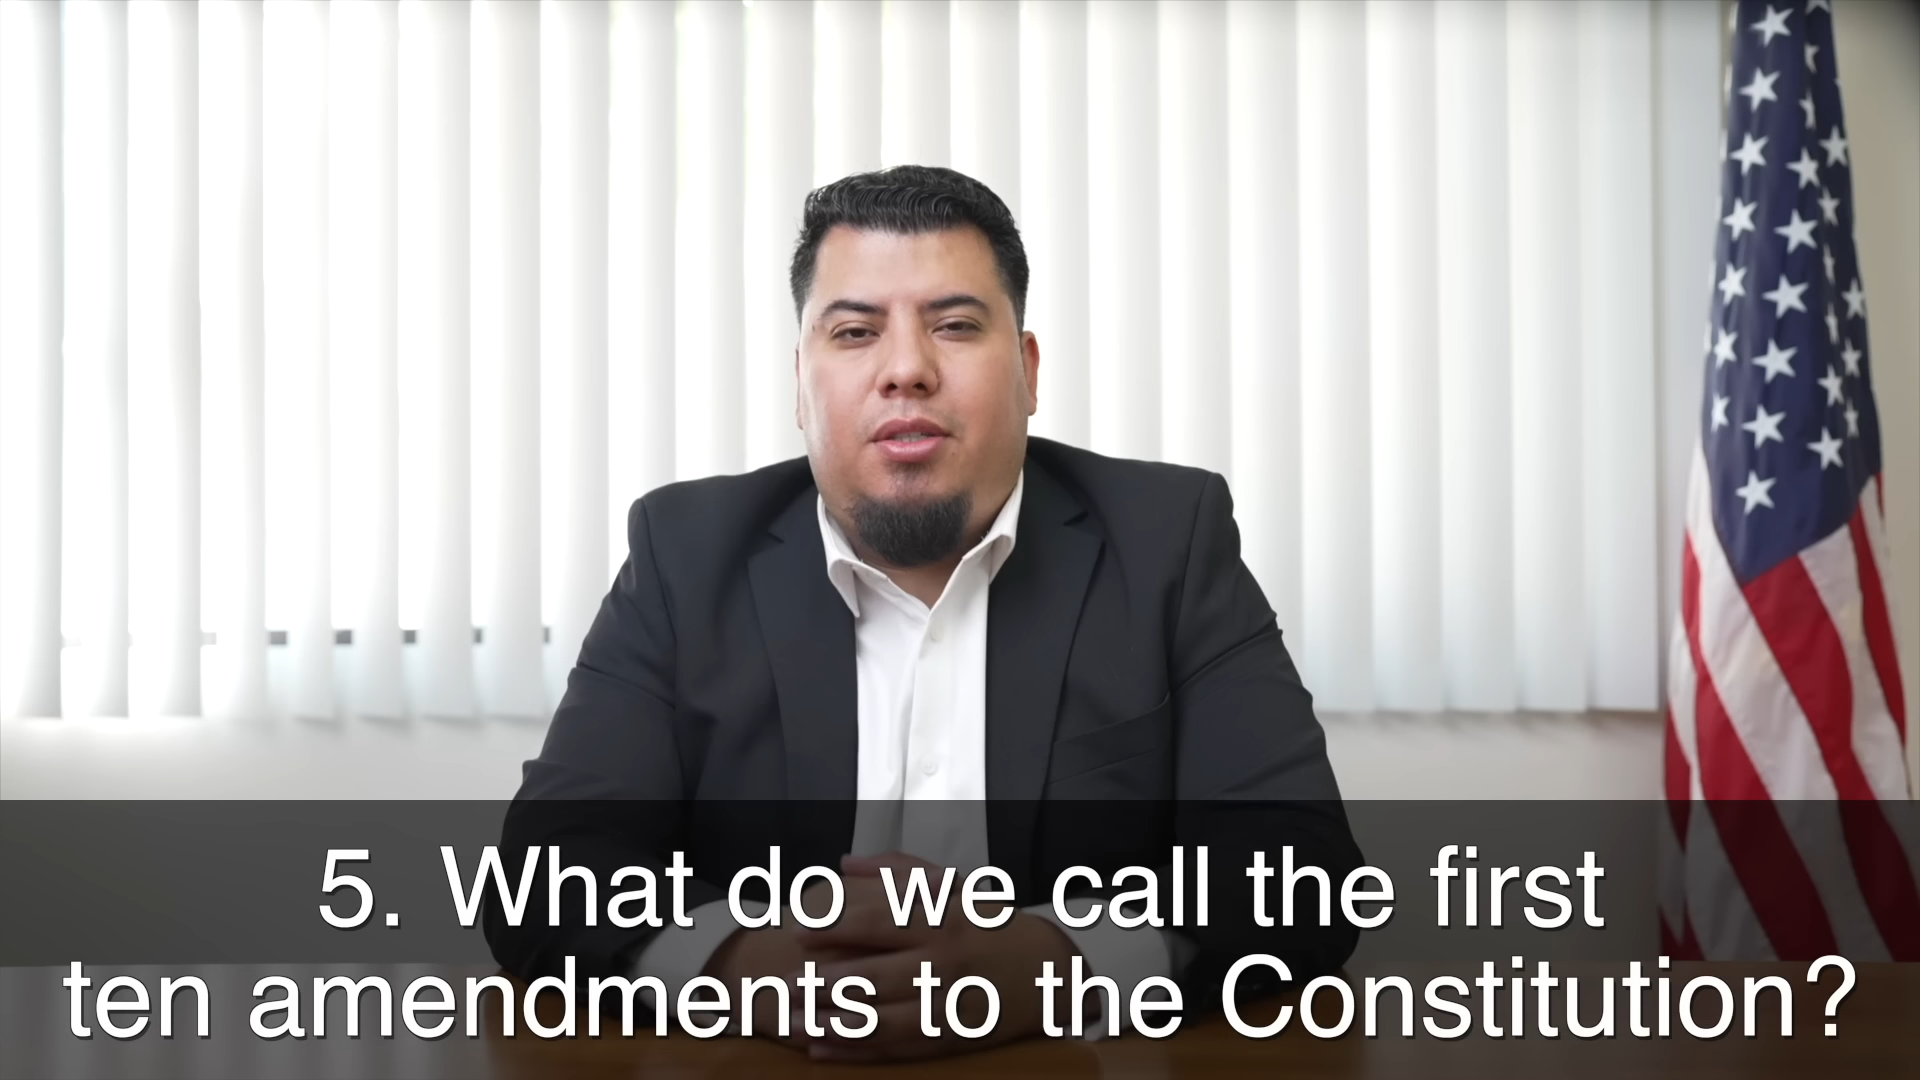 5. What do we call the first
ten amendments to the Constitution?